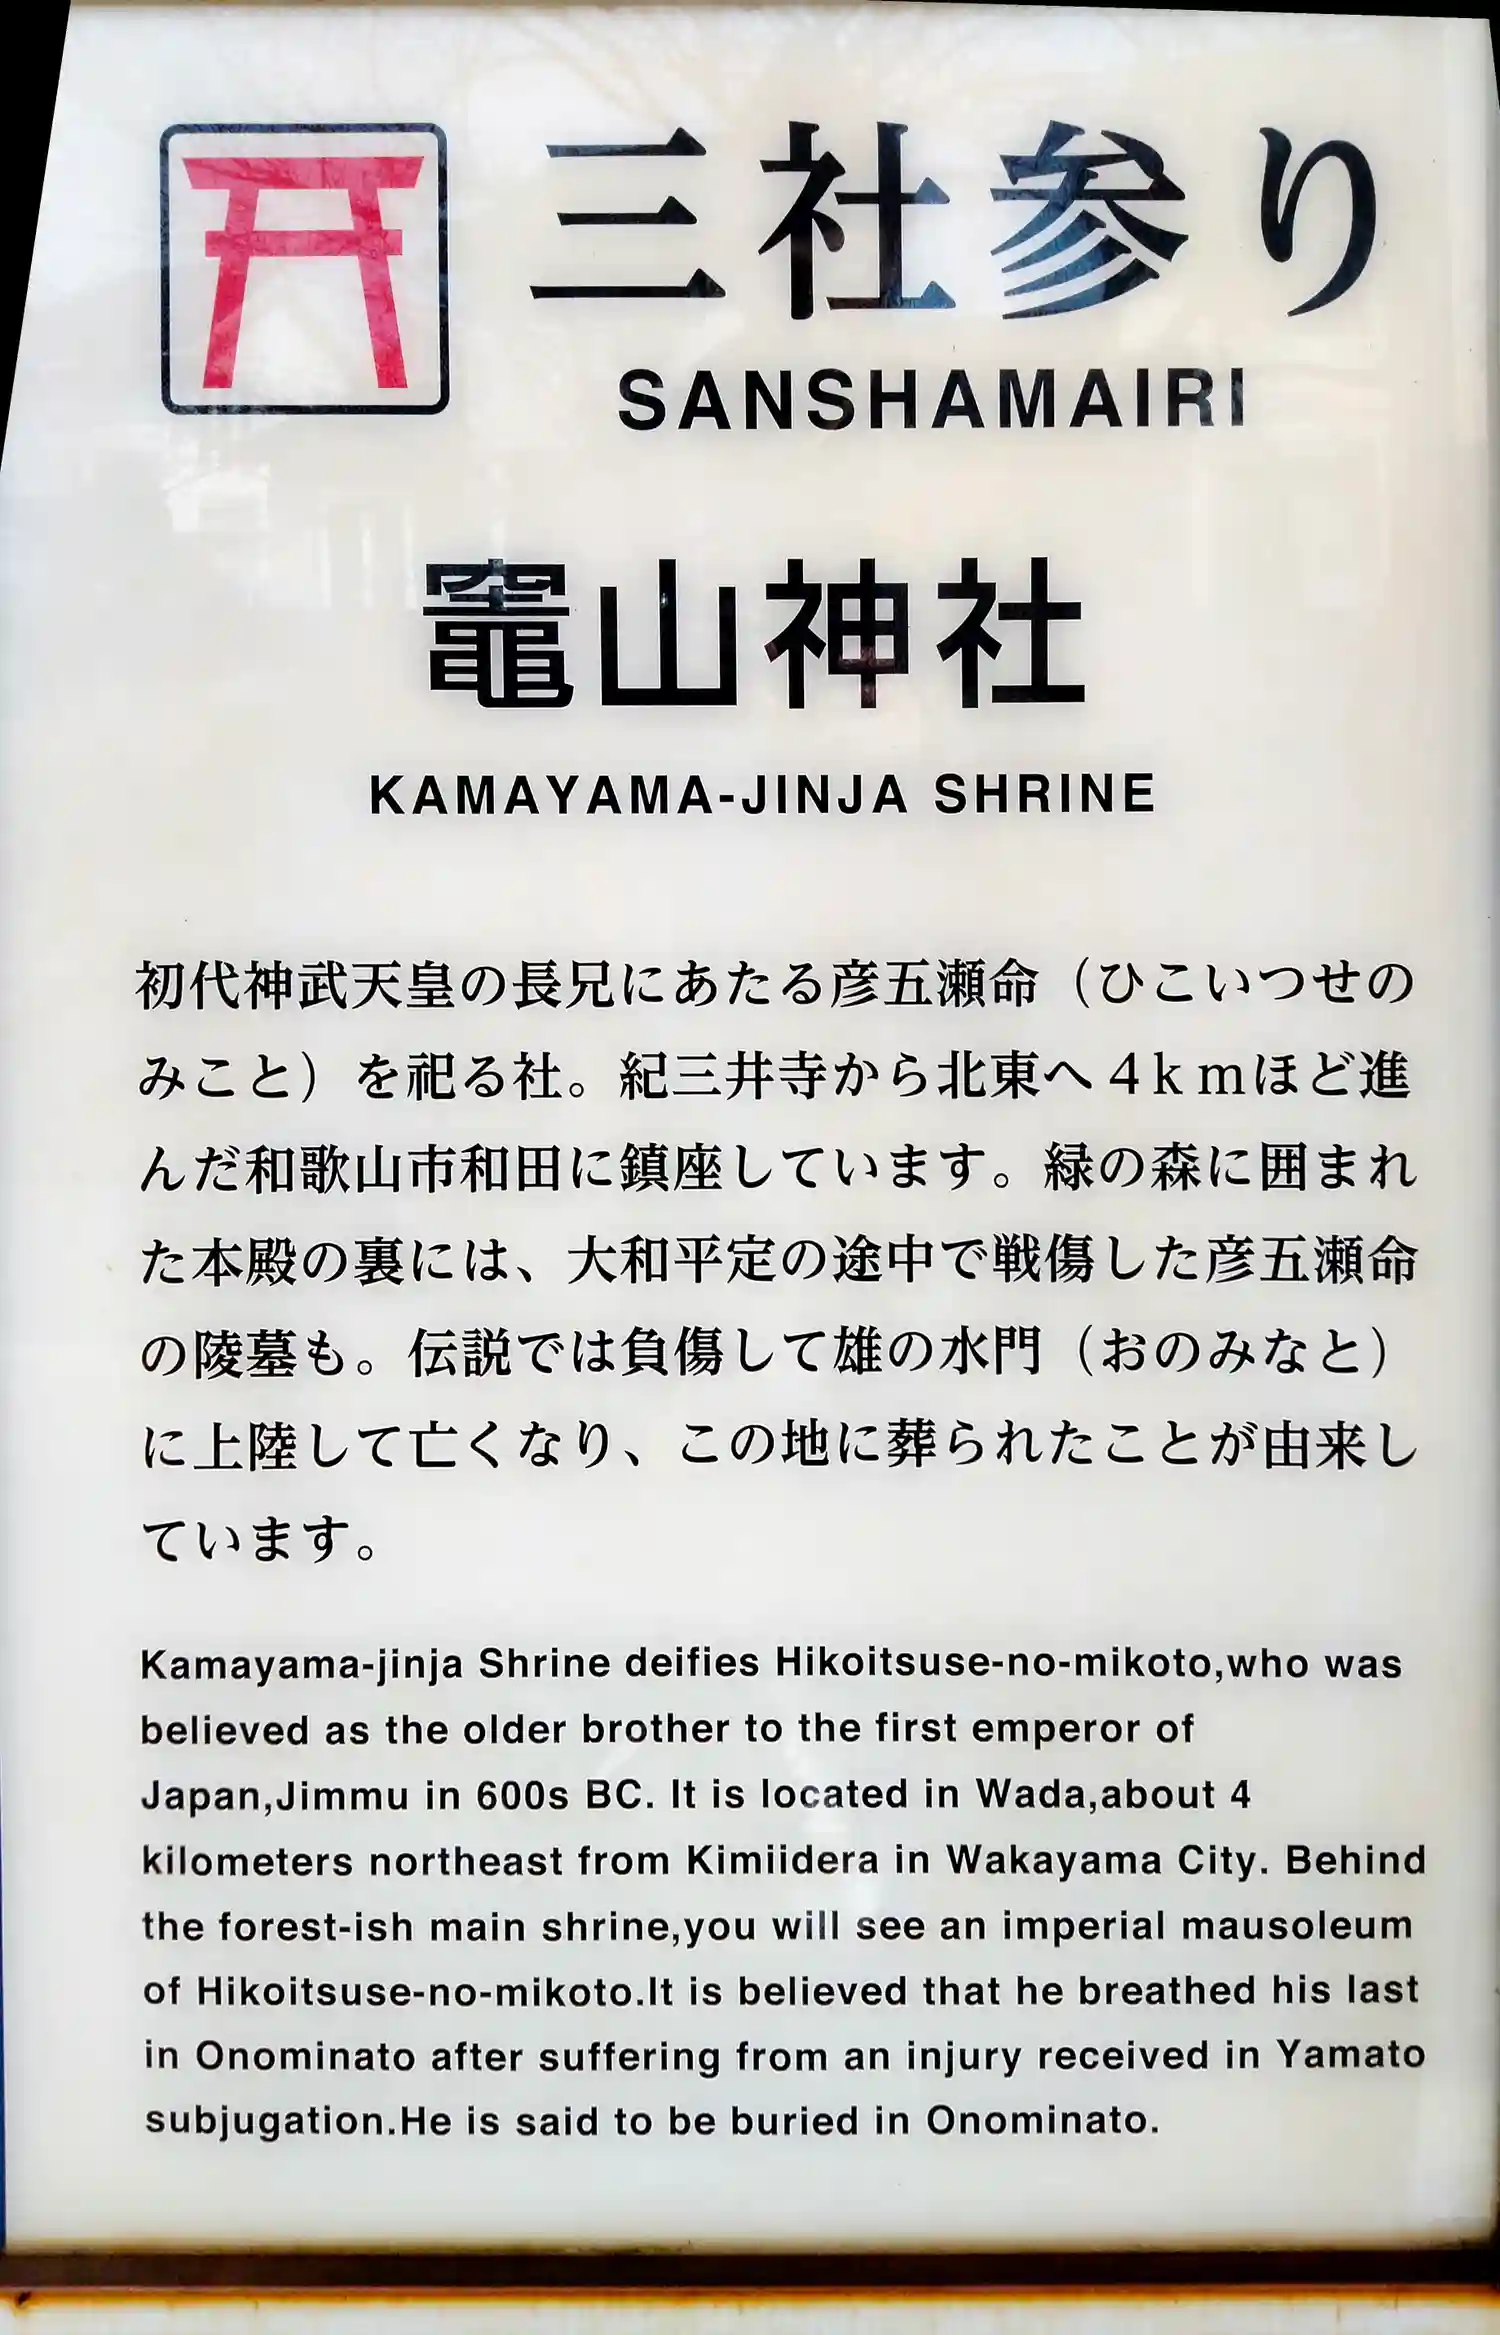 三社参り
SANSHAMAIRI
竈山神社
KAMAYAMA-JINJA SHRINE
初代神武天皇の長兄にあたる彦五瀬命（ひこいつせの
みこと）を祀る社。紀三井寺から北東へ４ｋｍほど進
んだ和歌山市和田に鎮座しています。緑の森に囲まれ
た本殿の裏には、大和平定の途中で戦傷した彦五瀬命
の陵墓も。伝説では負傷して雄の水門（おのみなと）
に上陸して亡くなり、この地に葬られたことが由来し
ています。
Kamayama-jinja Shrine deifies Hikoitsuse-no-mikoto,who was
believed as the older brother to the first emperor of
Japan,Jimmu in 600s BC. It is located in Wada,about 4
kilometers northeast from Kimiidera in Wakayama City. Behind
the forest-ish main shrine,you will see an imperial mausoleum
of Hikoitsuse-no-mikoto.It is believed that he breathed his last
in Onominato after suffering from an injury received in Yamato
subjugation.He is said to be buried in Onominato.